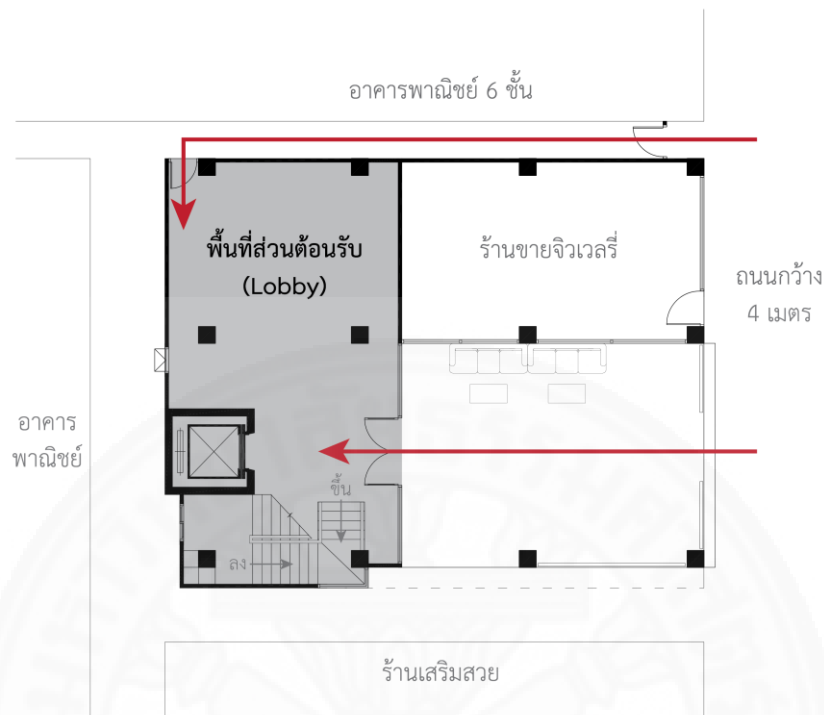 อาคารพาณิชย์ 6 ชั้น
พื้นที่ส่วนต้อนรับ
(Lobby)
ร้านขายจิวเวลรี่
ถนนกว้าง
4 เมตร
อาคาร
พาณิชย์
ขึ้น
ลง
ร้านเสริมสวย